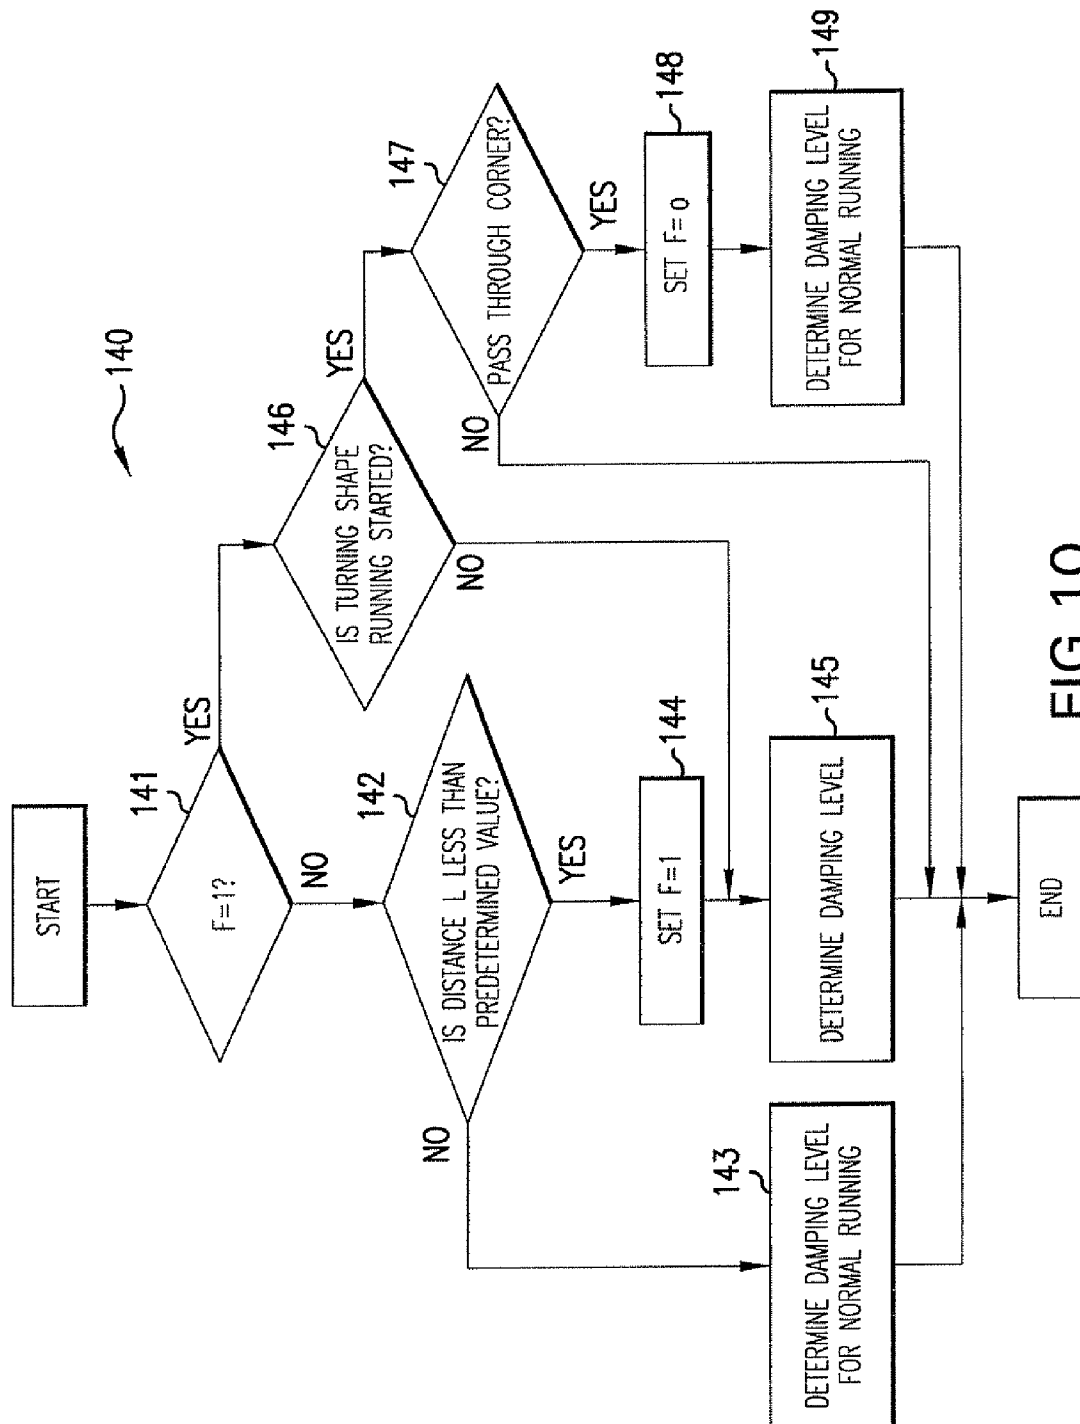 140
START
141
F=1?
YES
NO
142
IS DISTANCE L LESS THAN
PREDETERMINED VALUE?
NO
YES
143
DETERMINE DAMPING LEVEL
FOR NORMAL RUNNING
144
SET F=1
145
DETERMINE DAMPING LEVEL
146
IS TURNING SHAPE
RUNNING STARTED?
YES
NO
147
PASS THROUGH CORNER?
NO
YES
148
SET F= 0
149
DETERMINE DAMPING LEVEL
FOR NORMAL RUNNING
END
FIG.10